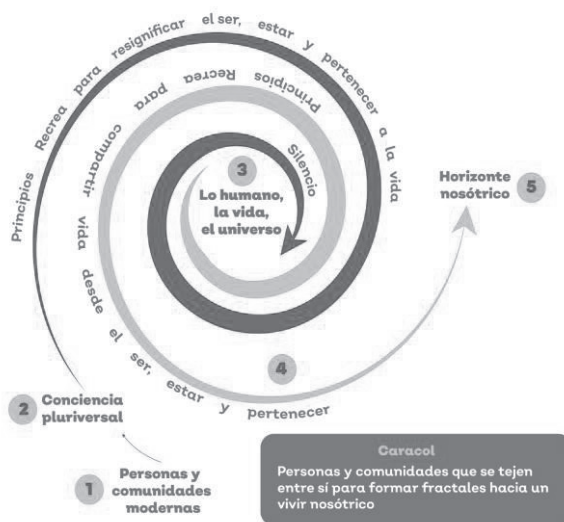 Principios Recrea para resignificar el ser, estar y pertenecer a la vida
Principios Recrea para compartir vida desde el ser, estar y pertenecer
Silencio
3
Lo humano,
la vida,
el universo
Horizonte
nosótrico
5
4
2
Conciencia
pluriversal
1
Personas y
comunidades
modernas
Caracol
Personas y comunidades que se tejen
entre sí para formar fractales hacia un
vivir nosótrico